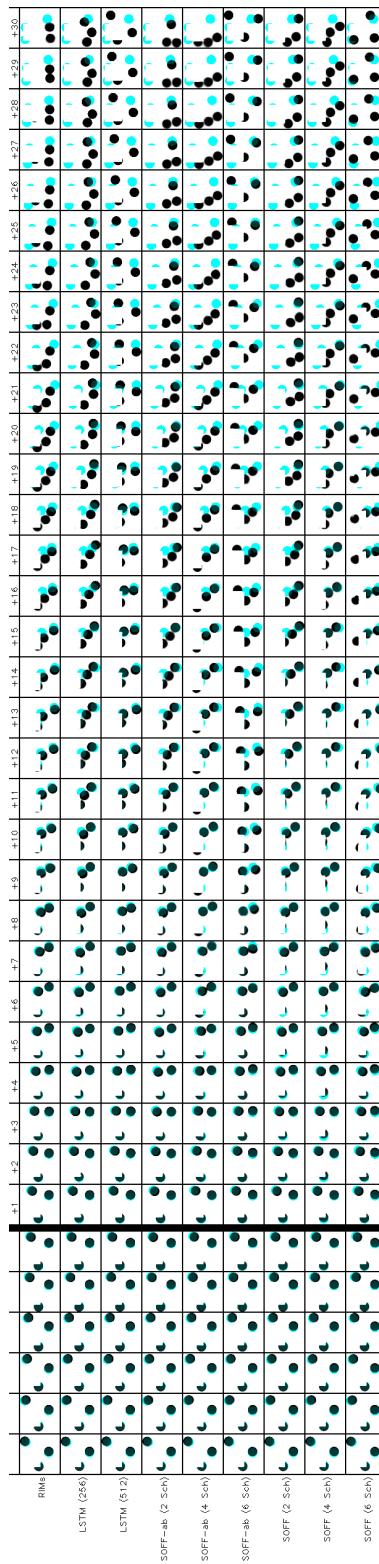 +1 +2 +3 +4 +5 +6 +7 +8 +9 +10 +11 +12 +13 +14 +15 +16 +17 +18 +19 +20 +21 +22 +23 +24 +25 +26 +27 +28 +29 +30
RIMs
LSTM (256)
LSTM (512)
SOFF-ab (2 Sch)
SOFF-ab (4 Sch)
SOFF-ab (6 Sch)
SOFF (2 Sch)
SOFF (4 Sch)
SOFF (6 Sch)